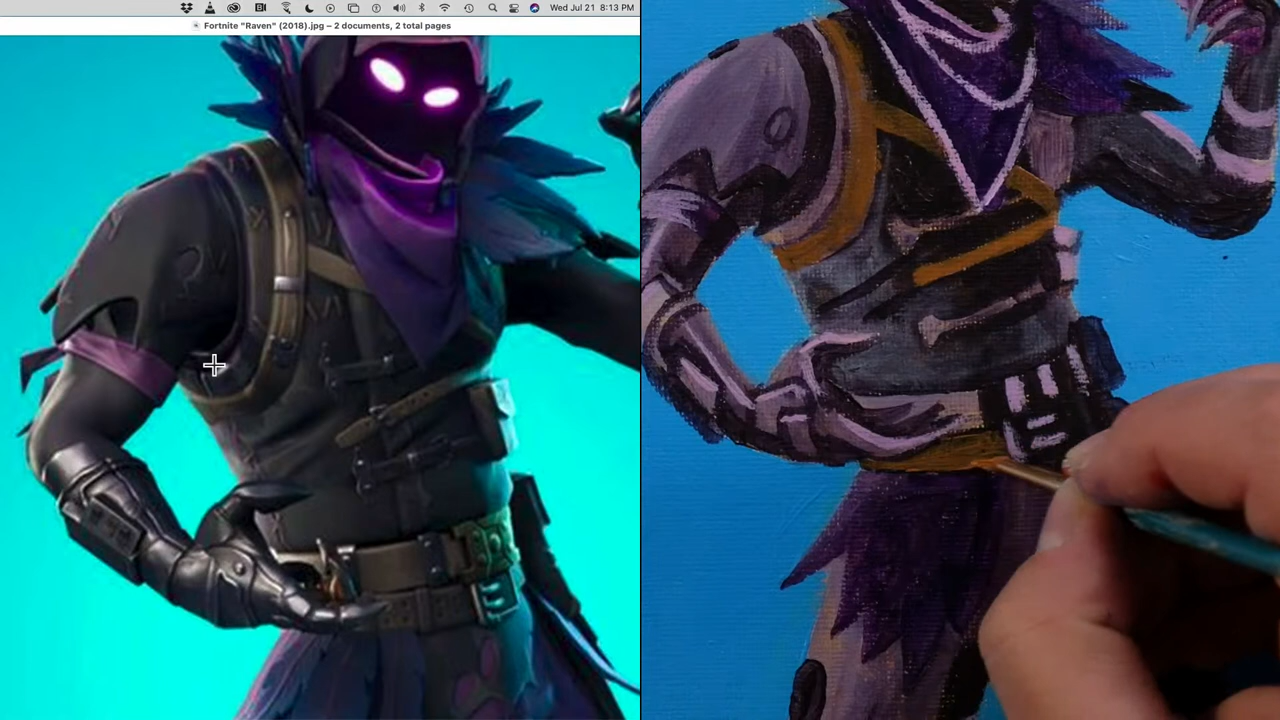 Wed Jul 21 8:13 PM
Fortnite "Raven" (2018).jpg – 2 documents, 2 total pages